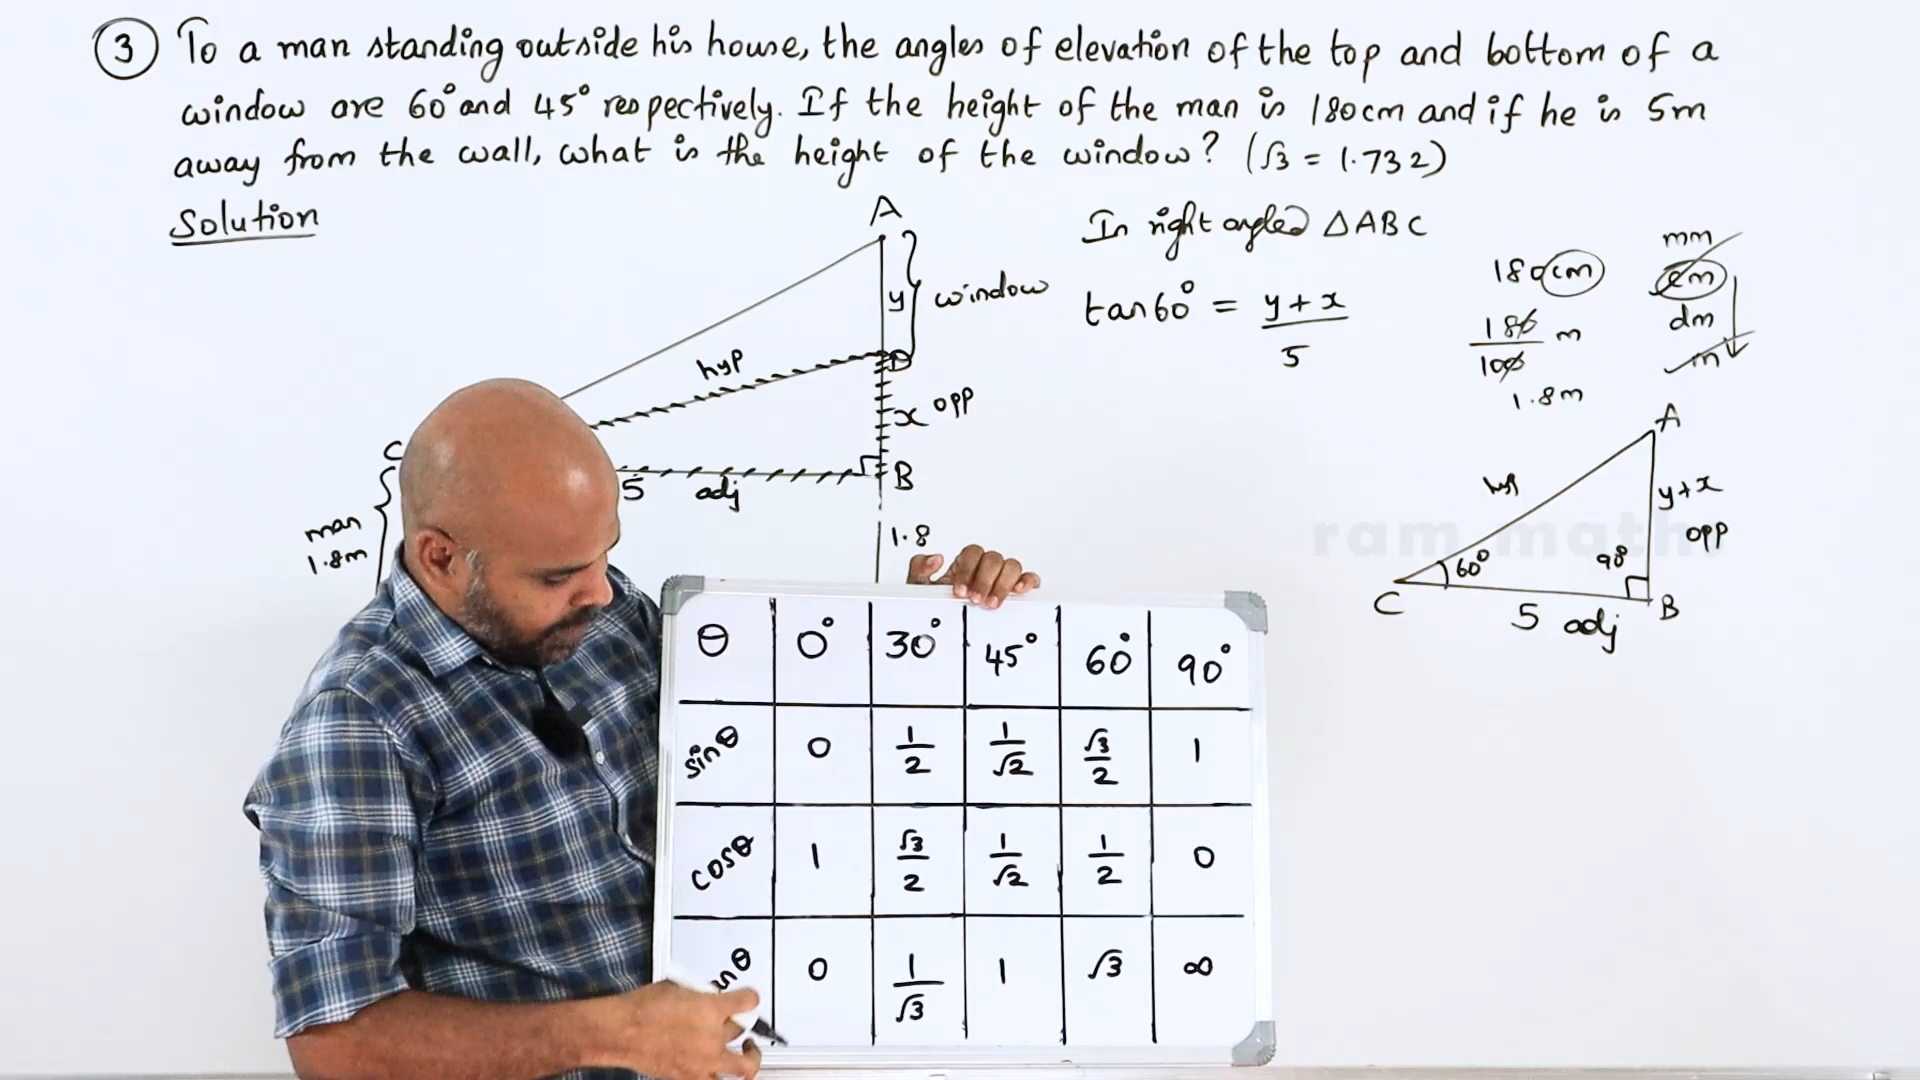 3 To a man standing outside his house, the angles of elevation of the top and bottom of a
window are 60° and 45° respectively. If the height of the man is 180cm and if he is 5m
away from the wall, what is the height of the window? (√3 = 1.732)
Solution
A
y window
hyp
D
x opp
C
B
5 adj
man
1.8m
1.8
In right angled △ABC
tan60° = y+x
5
180cm
180 m
100
1.8m
mm
cm
dm
m
A
hyp
y+x
opp
60°
90°
C
5 adj
B
ram maths
θ 0° 30° 45° 60° 90°
sinθ 0 1/2 1/√2 √3/2 1
cosθ 1 √3/2 1/√2 1/2 0
0 1/√3 1 √3 ∞